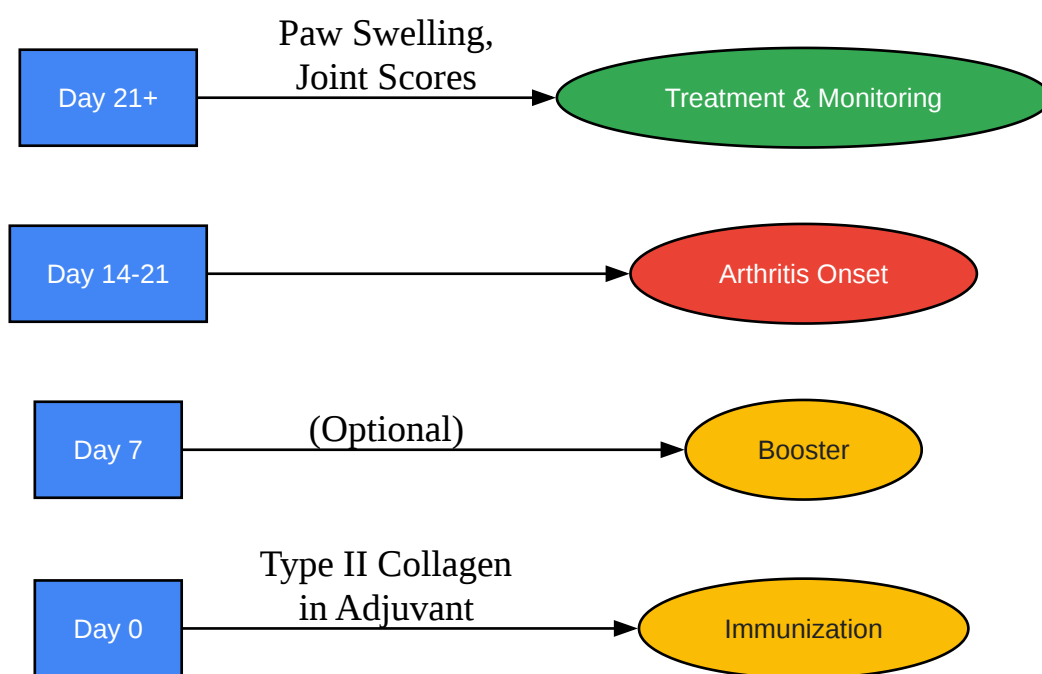 Paw Swelling,
Joint Scores
Day 21+
Treatment & Monitoring
Day 14-21
Arthritis Onset
(Optional)
Day 7
Booster
Type II Collagen
in Adjuvant
Day 0
Immunization